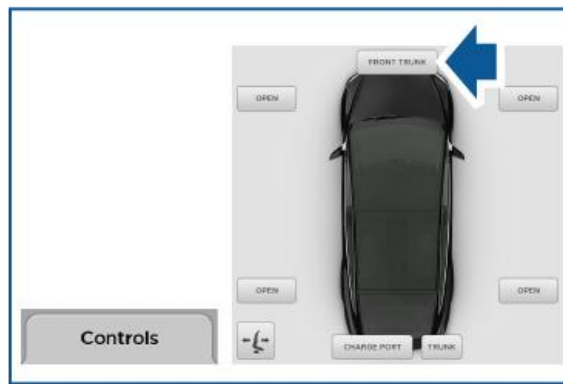 FRONT TRUNK
OPEN
OPEN
OPEN
OPEN
Controls
CHARGE PORT
TRUNK